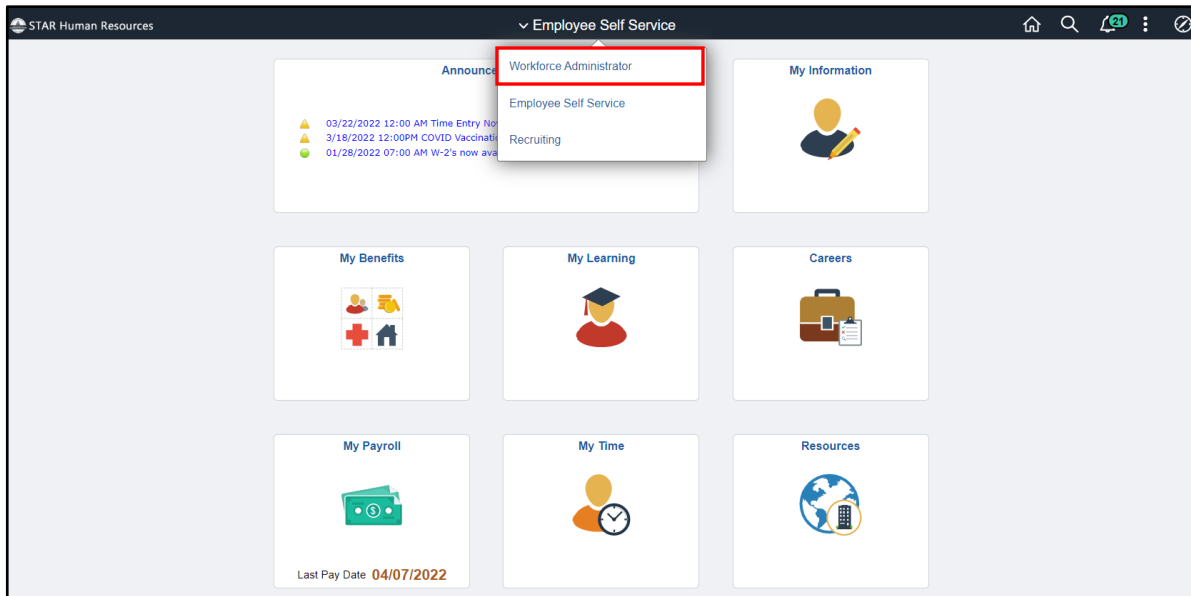 STAR Human Resources
Employee Self Service
21
Workforce Administrator
Employee Self Service
Recruiting
Announce
03/22/2022 12:00 AM Time Entry No
3/18/2022 12:00PM COVID Vaccinati
01/28/2022 07:00 AM W-2's now ava
My Information
My Benefits
My Learning
Careers
My Payroll
Last Pay Date 04/07/2022
My Time
Resources